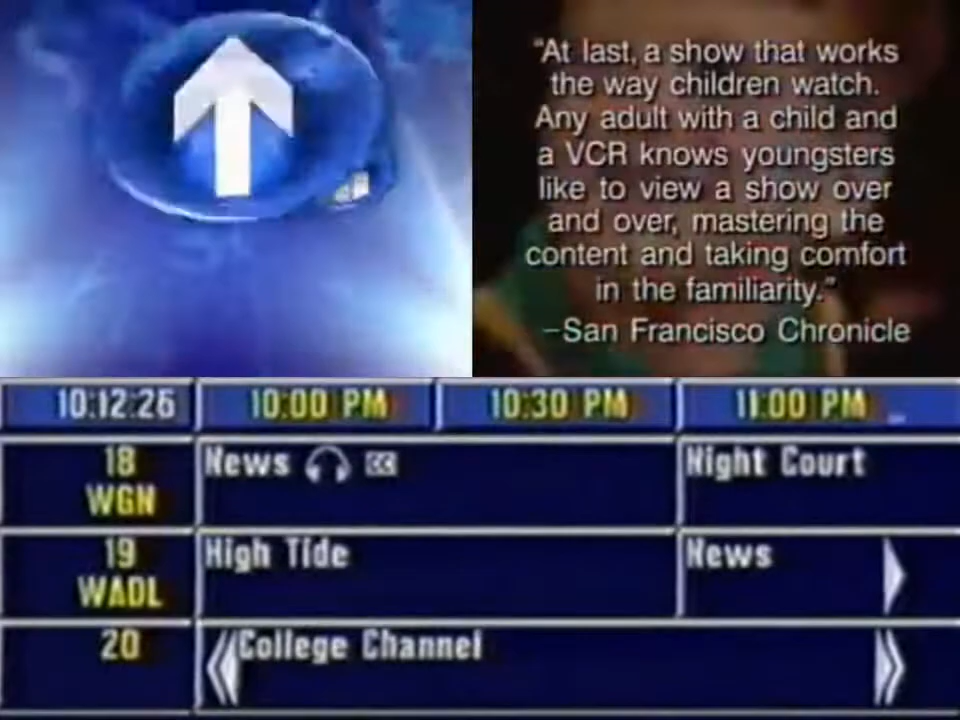 "At last, a show that works
the way children watch.
Any adult with a child and
a VCR knows youngsters
like to view a show over
and over, mastering the
content and taking comfort
in the familiarity."
–San Francisco Chronicle
10:12:26 10:00 PM 10:30 PM 11:00 PM
18 WGN News CC Night Court
19 WADL High Tide News
20 College Channel